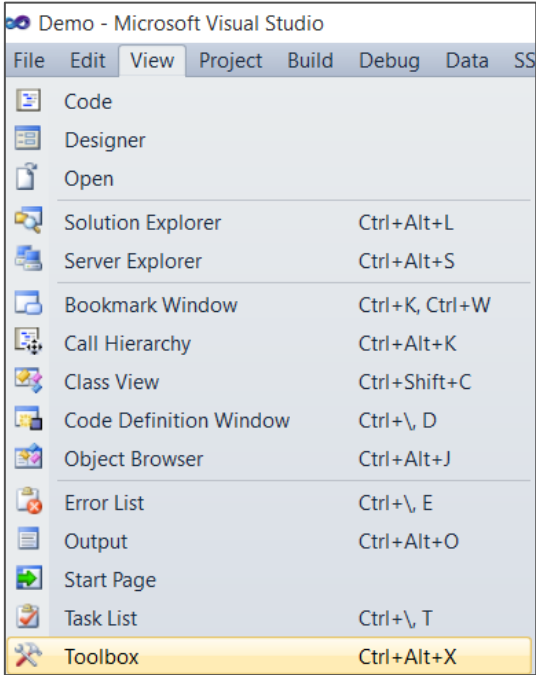 Demo - Microsoft Visual Studio
File Edit View Project Build Debug Data SS
Code
Designer
Open
Solution Explorer Ctrl+Alt+L
Server Explorer Ctrl+Alt+S
Bookmark Window Ctrl+K, Ctrl+W
Call Hierarchy Ctrl+Alt+K
Class View Ctrl+Shift+C
Code Definition Window Ctrl+\, D
Object Browser Ctrl+Alt+J
Error List Ctrl+\, E
Output Ctrl+Alt+O
Start Page
Task List Ctrl+\, T
Toolbox Ctrl+Alt+X